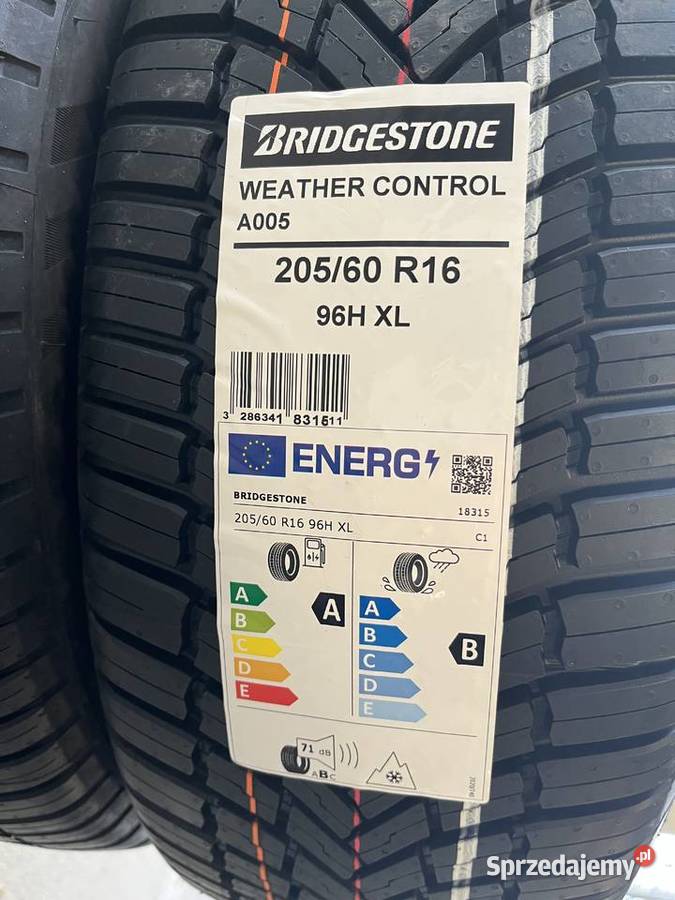 BRIDGESTONE
WEATHER CONTROL
A005
205/60 R16
96H XL
3 286341 831511
ENERG
BRIDGESTONE
18315
205/60 R16 96H XL
C1
A
B
C
D
E
A
A
B
C
D
E
B
71 dB
ABC
Sprzedajemy.pl